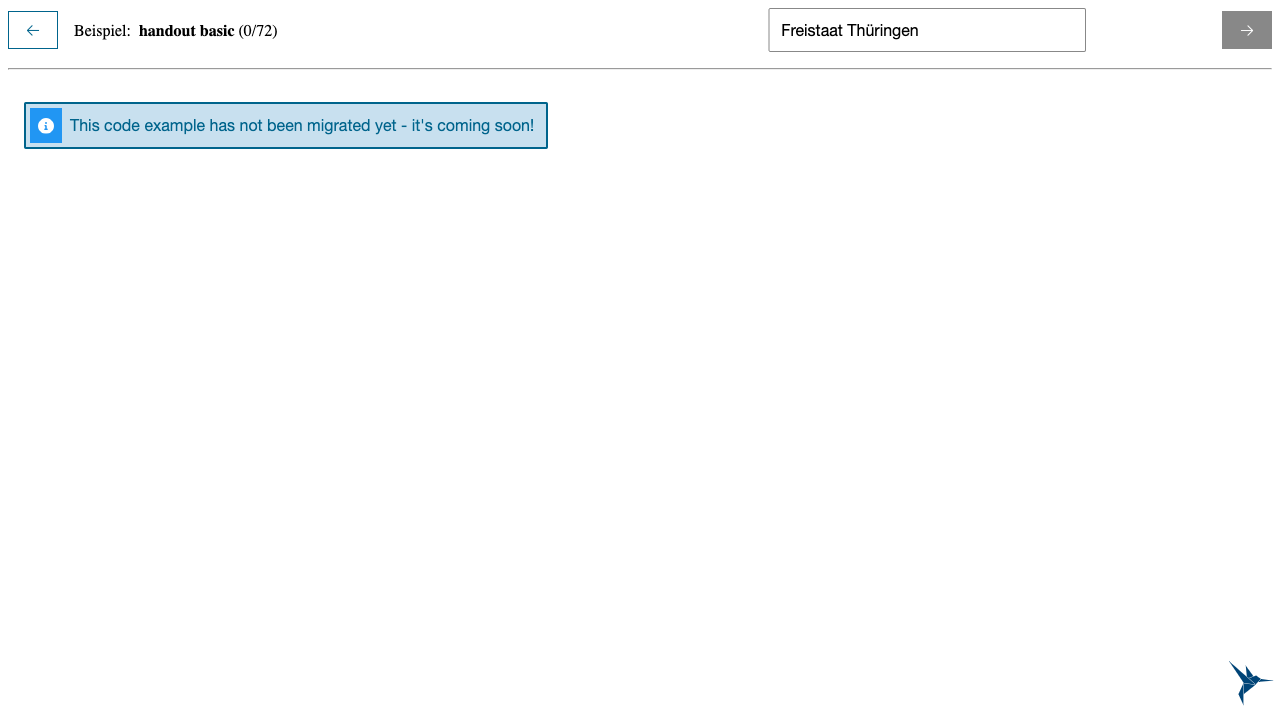 Beispiel: handout basic (0/72)
Freistaat Thüringen
This code example has not been migrated yet - it's coming soon!